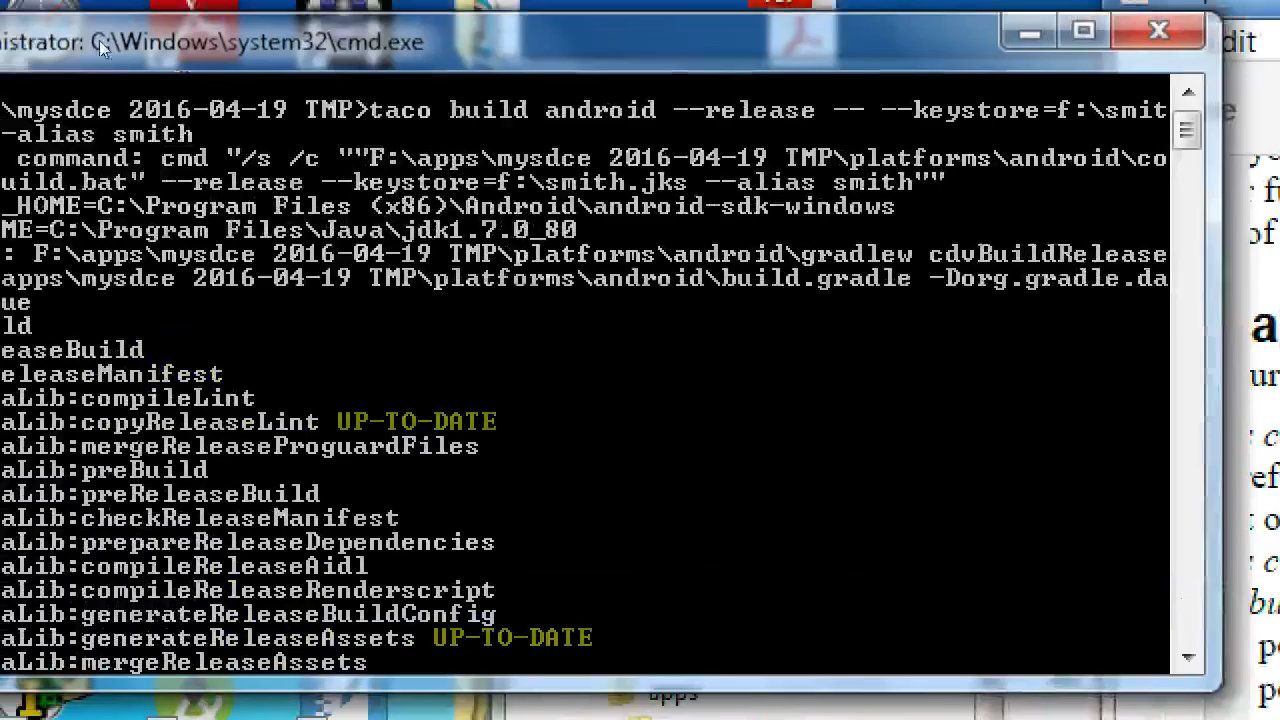 istrator: C:\Windows\system32\cmd.exe
dit
\mysdce 2016-04-19 TMP>taco build android --release -- --keystore=f:\smit
-alias smith
command: cmd "/s /c ""F:\apps\mysdce 2016-04-19 TMP\platforms\android\co
uild.bat" --release --keystore=f:\smith.jks --alias smith""
_HOME=C:\Program Files (x86)\Android\android-sdk-windows
ME=C:\Program Files\Java\jdk1.7.0_80
: F:\apps\mysdce 2016-04-19 TMP\platforms\android\gradlew cdvBuildRelease
apps\mysdce 2016-04-19 TMP\platforms\android\build.gradle -Dorg.gradle.da
ue
ld
easeBuild
eleaseManifest
aLib:compileLint
aLib:copyReleaseLint UP-TO-DATE
aLib:mergeReleaseProguardFiles
aLib:preBuild
aLib:preReleaseBuild
aLib:checkReleaseManifest
aLib:prepareReleaseDependencies
aLib:compileReleaseAidl
aLib:compileReleaseRenderscript
aLib:generateReleaseBuildConfig
aLib:generateReleaseAssets UP-TO-DATE
aLib:mergeReleaseAssets
apps